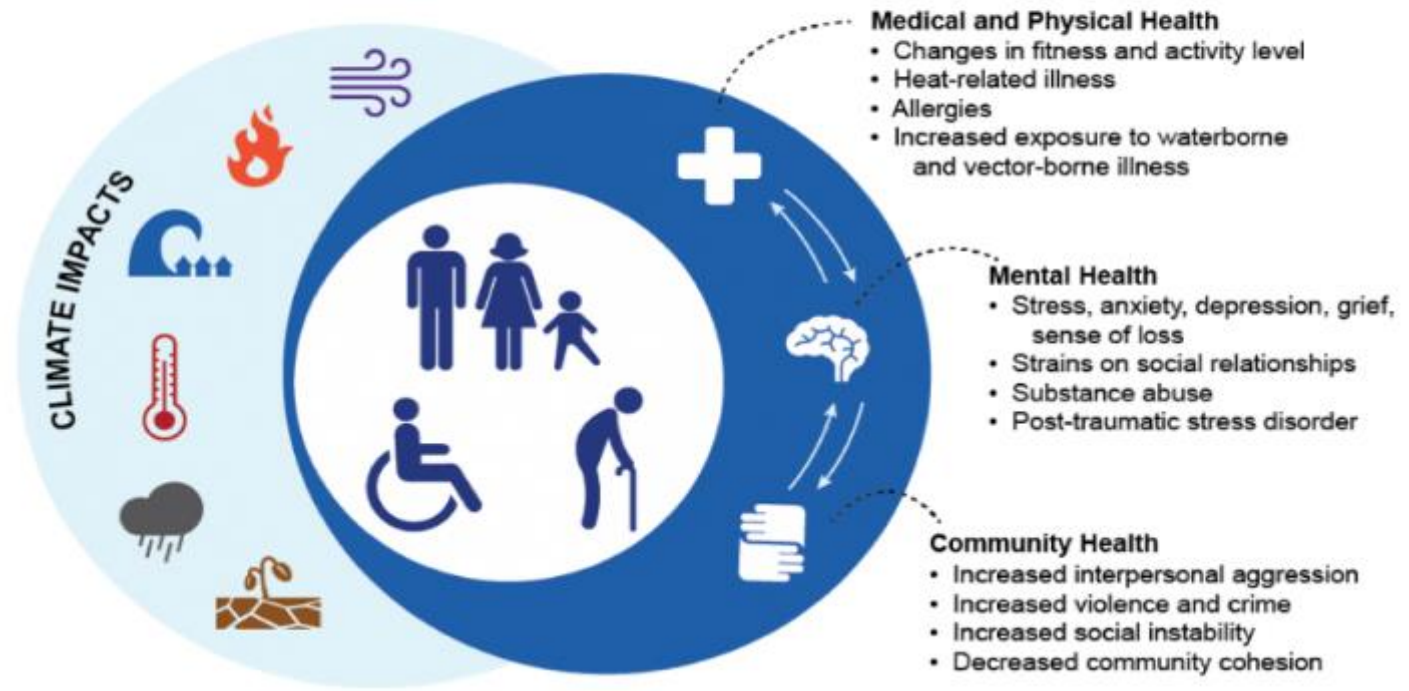 CLIMATE IMPACTS
Medical and Physical Health
• Changes in fitness and activity level
• Heat-related illness
• Allergies
• Increased exposure to waterborne
and vector-borne illness
Mental Health
• Stress, anxiety, depression, grief,
sense of loss
• Strains on social relationships
• Substance abuse
• Post-traumatic stress disorder
Community Health
• Increased interpersonal aggression
• Increased violence and crime
• Increased social instability
• Decreased community cohesion